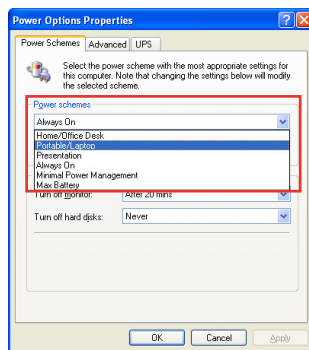 Power Options Properties
Power Schemes Advanced UPS
Select the power scheme with the most appropriate settings for
this computer. Note that changing the settings below will modify
the selected scheme.
Power schemes
Always On
Home/Office Desk
Portable/Laptop
Presentation
Always On
Minimal Power Management
Max Battery
Turn off monitor: After 20 mins
Turn off hard disks: Never
OK Cancel Apply